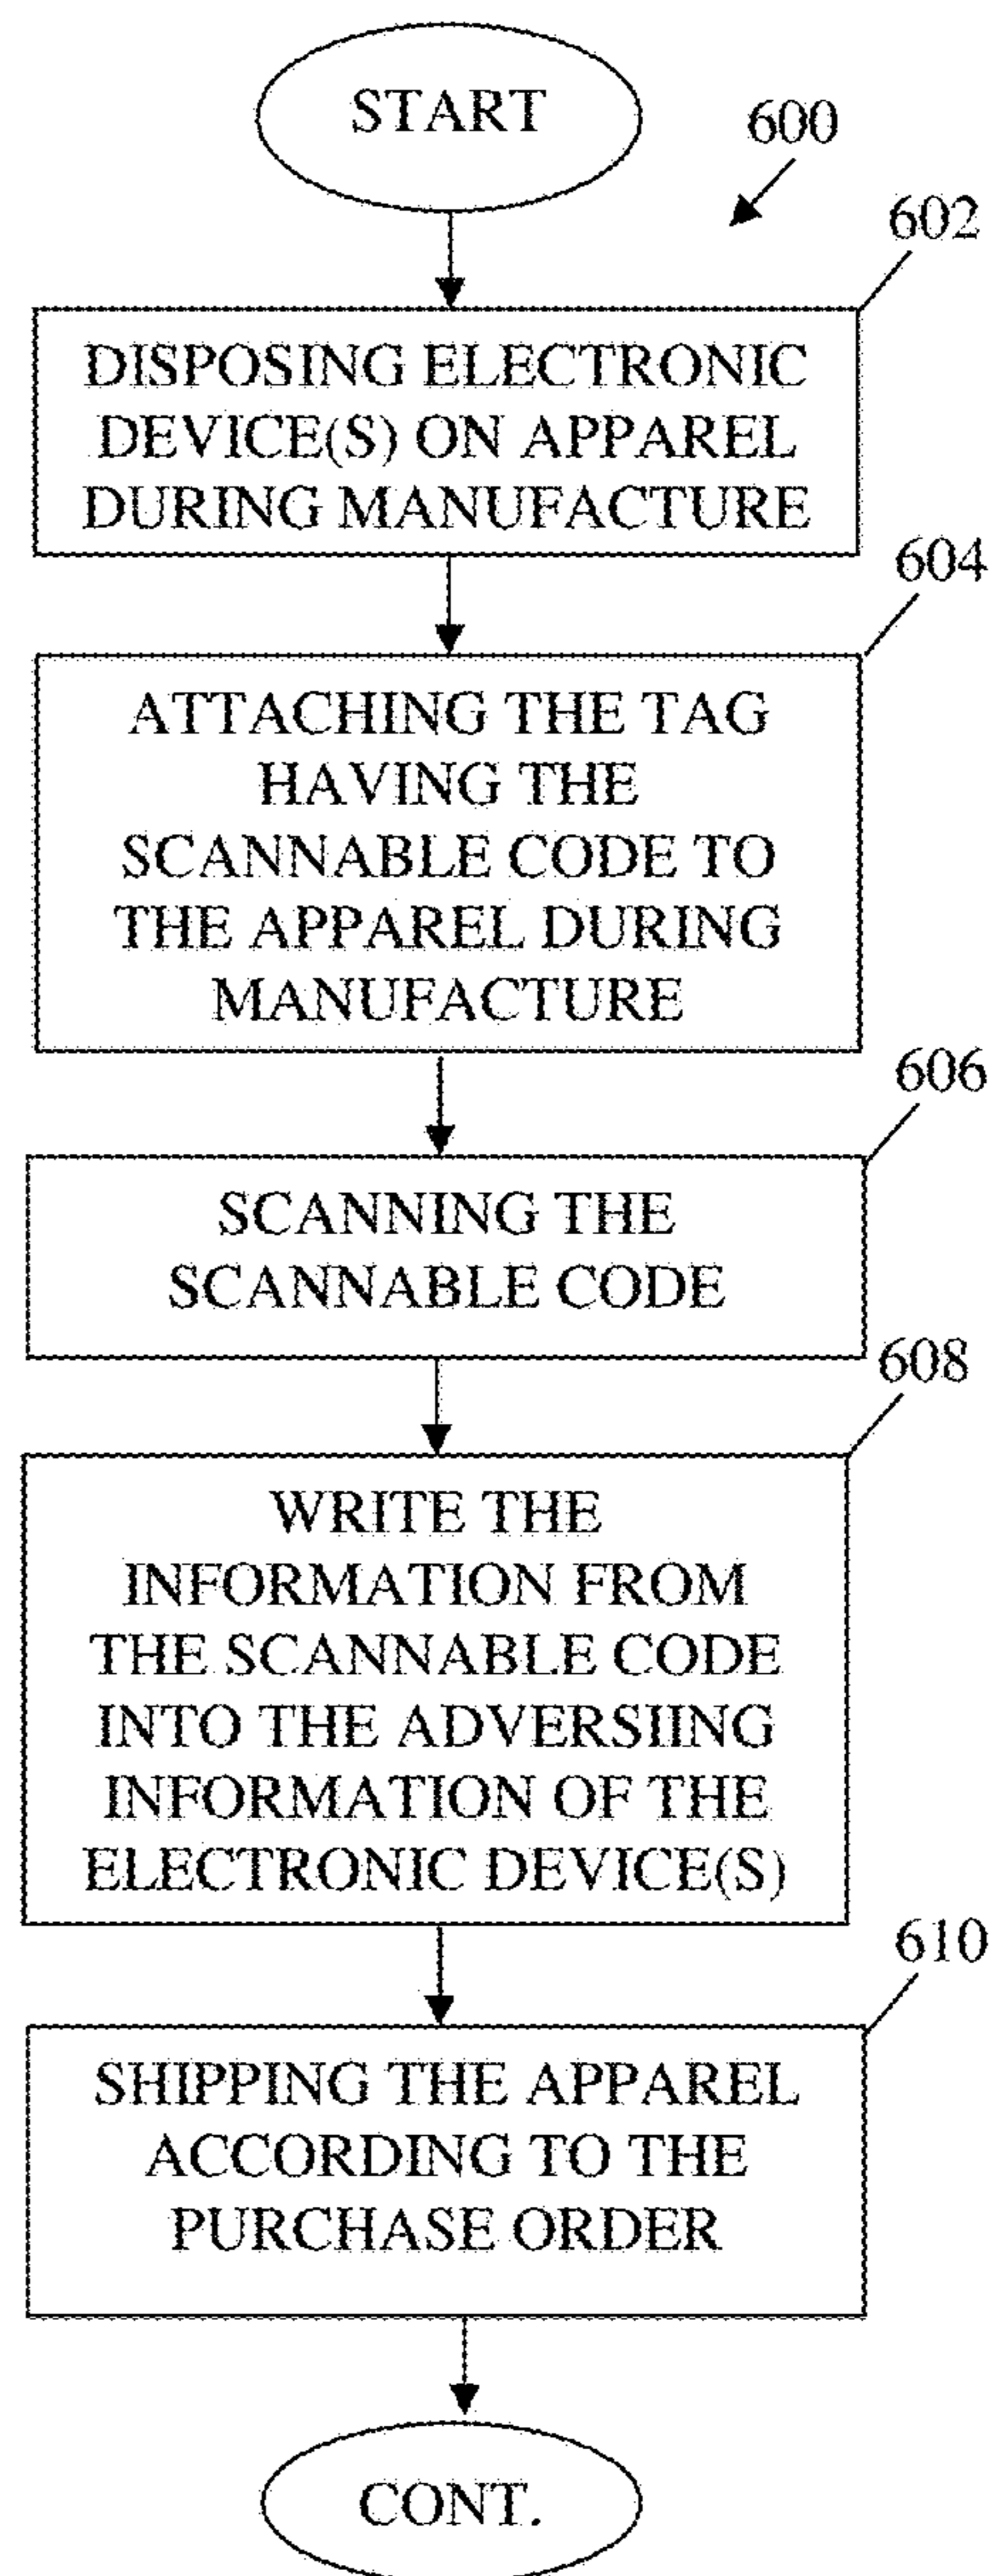 START
600
602
DISPOSING ELECTRONIC
DEVICE(S) ON APPAREL
DURING MANUFACTURE
604
ATTACHING THE TAG
HAVING THE
SCANNABLE CODE TO
THE APPAREL DURING
MANUFACTURE
606
SCANNING THE
SCANNABLE CODE
608
WRITE THE
INFORMATION FROM
THE SCANNABLE CODE
INTO THE ADVERSIING
INFORMATION OF THE
ELECTRONIC DEVICE(S)
610
SHIPPING THE APPAREL
ACCORDING TO THE
PURCHASE ORDER
CONT.